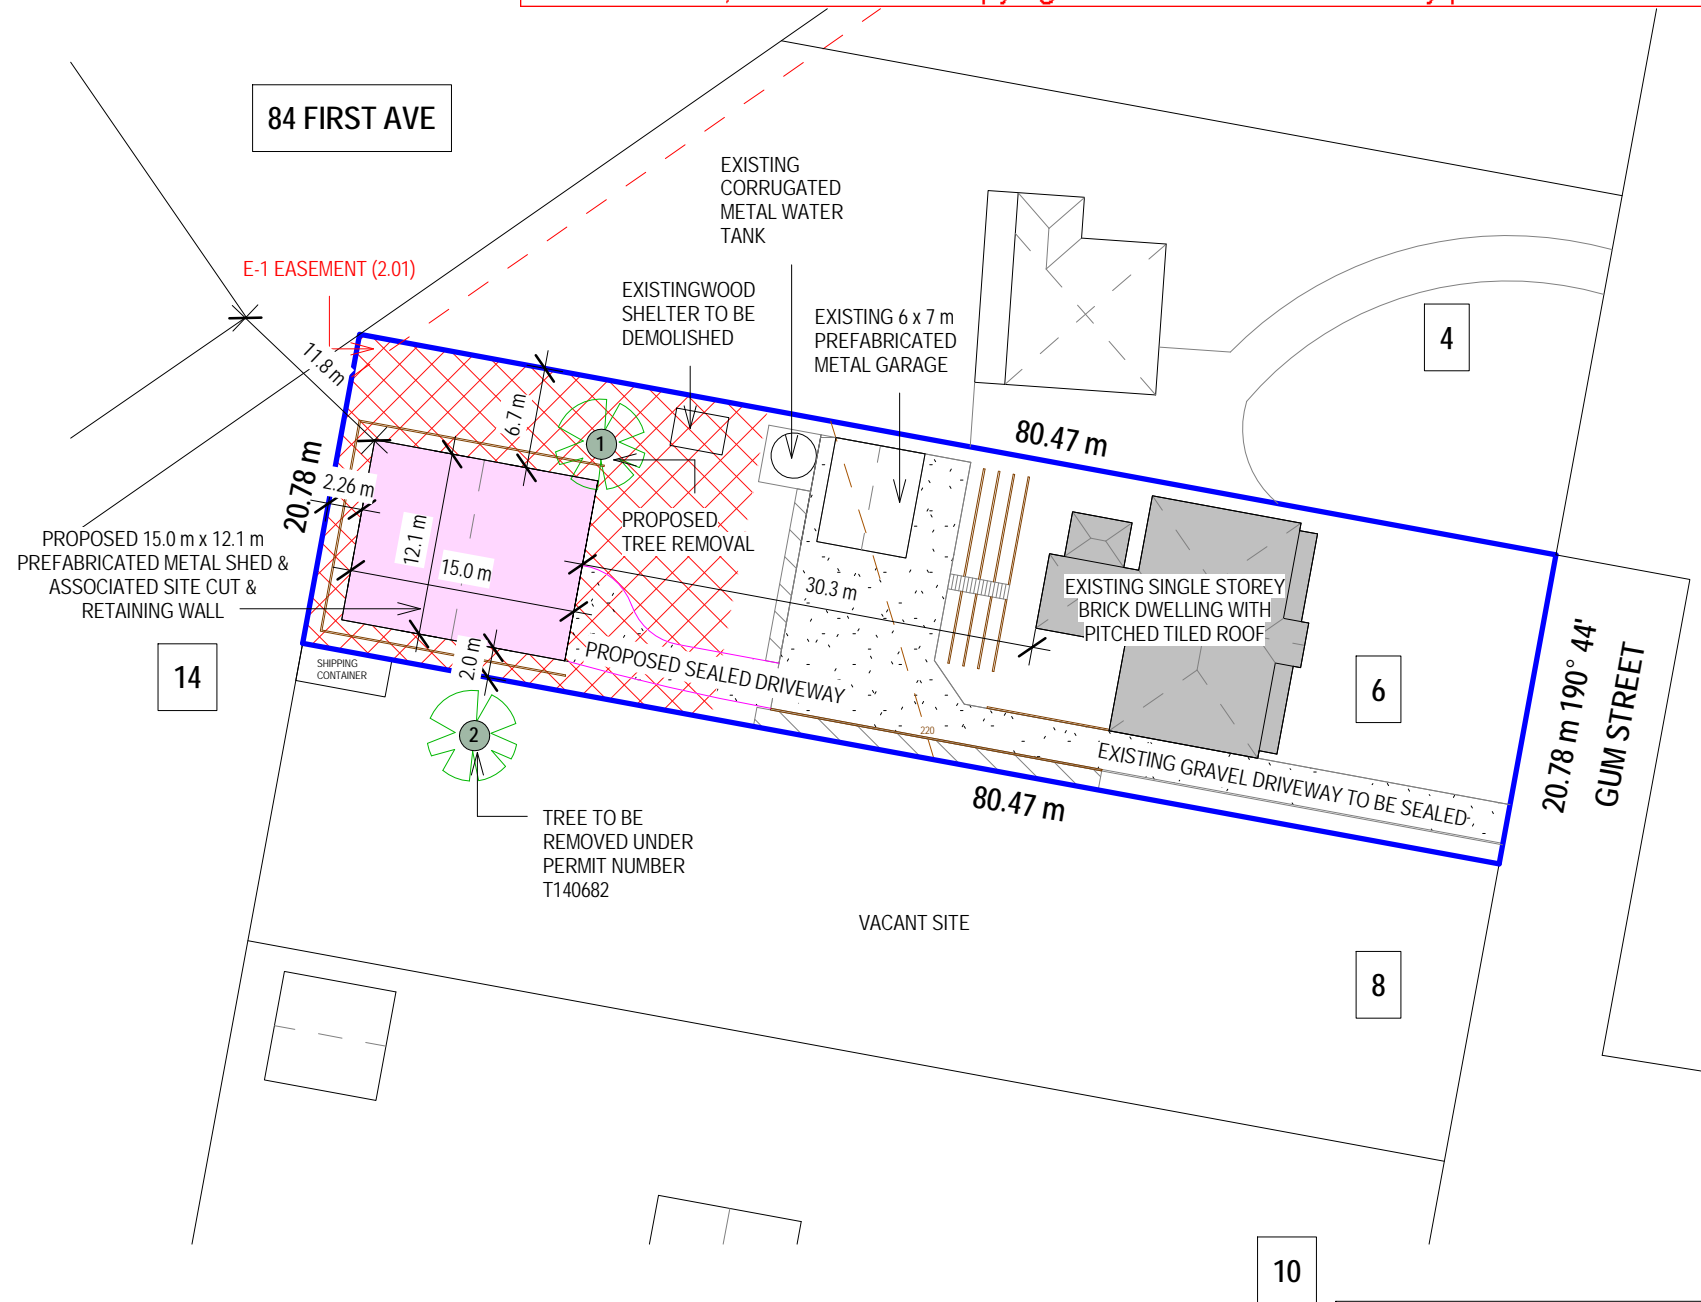 84 FIRST AVE
EXISTING
CORRUGATED
METAL WATER
TANK
E-1 EASEMENT (2.01)
EXISTINGWOOD
SHELTER TO BE
DEMOLISHED
EXISTING 6 x 7 m
PREFABRICATED
METAL GARAGE
4
11.8 m
6.7 m
1
80.47 m
20.78 m
2.26 m
PROPOSED 15.0 m x 12.1 m
PREFABRICATED METAL SHED &
ASSOCIATED SITE CUT &
RETAINING WALL
12.1 m
15.0 m
PROPOSED
TREE REMOVAL
30.3 m
EXISTING SINGLE STOREY
BRICK DWELLING WITH
PITCHED TILED ROOF
14
SHIPPING
CONTAINER
2.0 m
PROPOSED SEALED DRIVEWAY
6
20.78 m 190° 44'
GUM STREET
2
220
EXISTING GRAVEL DRIVEWAY TO BE SEALED
80.47 m
TREE TO BE
REMOVED UNDER
PERMIT NUMBER
T140682
VACANT SITE
8
10